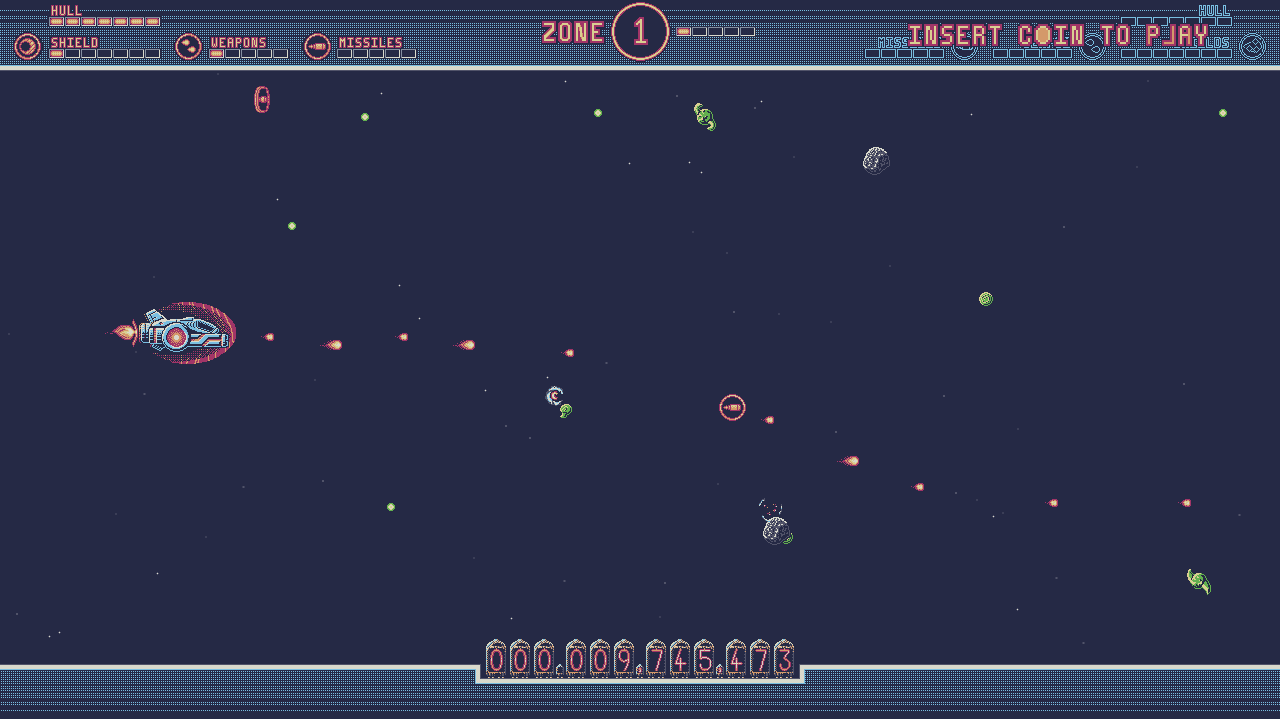 HULL
HULL
ZONE 1
INSERT COIN TO PLAY
SHIELD
WEAPONS
MISSILES
000,009,745,473